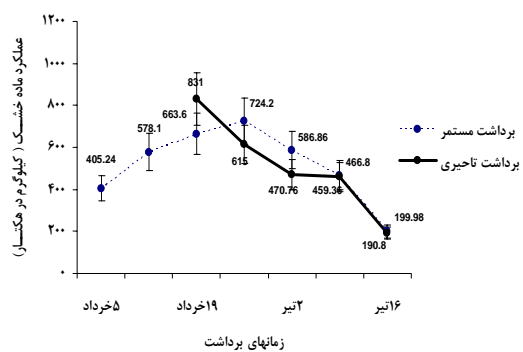 عملکرد ماده خشک ( کیلوگرم در هکتار)
۱۲۰۰
۱۰۰۰
۸۰۰
۶۰۰
۴۰۰
۲۰۰
۰
831
724.2
663.6
578.1
615
586.86
405.24
470.76
459.36
466.8
199.98
190.8
برداشت مستمر
برداشت تاخیری
۵خرداد
۱۹خرداد
۲تیر
۱۶تیر
زمانهای برداشت